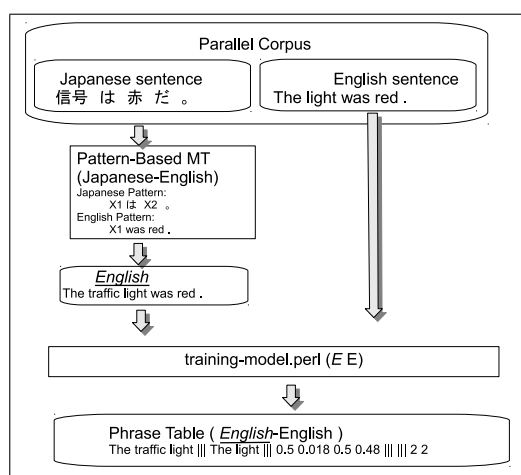 Parallel Corpus
Japanese sentence
信号 は 赤 だ 。
English sentence
The light was red .
Pattern-Based MT
(Japanese-English)
Japanese Pattern:
X1 は X2 。
English Pattern:
X1 was red .
English
The traffic light was red .
training-model.perl (E E)
Phrase Table ( English-English )
The traffic light ||| The light ||| 0.5 0.018 0.5 0.48 ||| ||| 2 2